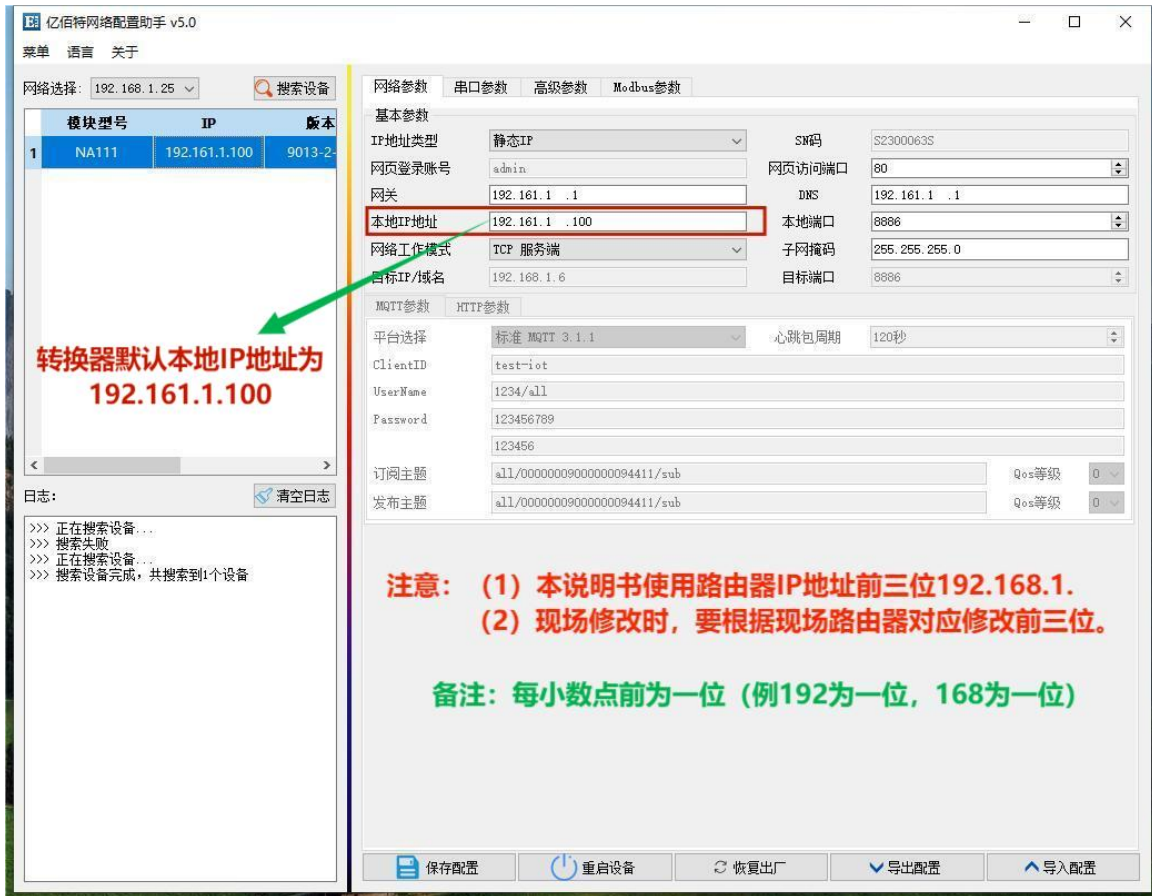 亿佰特网络配置助手 v5.0
菜单 语言 关于
网络选择: 192.168.1.25 搜索设备
模块型号 IP 版本
1 NA111 192.161.1.100 9013-2-
网络参数 串口参数 高级参数 Modbus参数
基本参数
IP地址类型 静态IP SN码 S2300063S
网页登录账号 admin 网页访问端口 80
网关 192.161.1 .1 DNS 192.161.1 .1
本地IP地址 192.161.1 .100 本地端口 8886
网络工作模式 TCP 服务端 子网掩码 255.255.255.0
目标IP/域名 192.168.1.6 目标端口 8886
MQTT参数 HTTP参数
平台选择 标准 MQTT 3.1.1 心跳包周期 120秒
ClientID test-iot
UserName 1234/all
Password 123456789
123456
订阅主题 all/00000009000000094411/sub Qos等级 0
发布主题 all/00000009000000094411/sub Qos等级 0
转换器默认本地IP地址为
192.161.1.100
日志: 清空日志
>>> 正在搜索设备...
>>> 搜索失败
>>> 正在搜索设备...
>>> 搜索设备完成，共搜索到1个设备
注意：（1）本说明书使用路由器IP地址前三位192.168.1.
（2）现场修改时，要根据现场路由器对应修改前三位。
备注：每小数点前为一位（例192为一位，168为一位）
保存配置 重启设备 恢复出厂 导出配置 导入配置